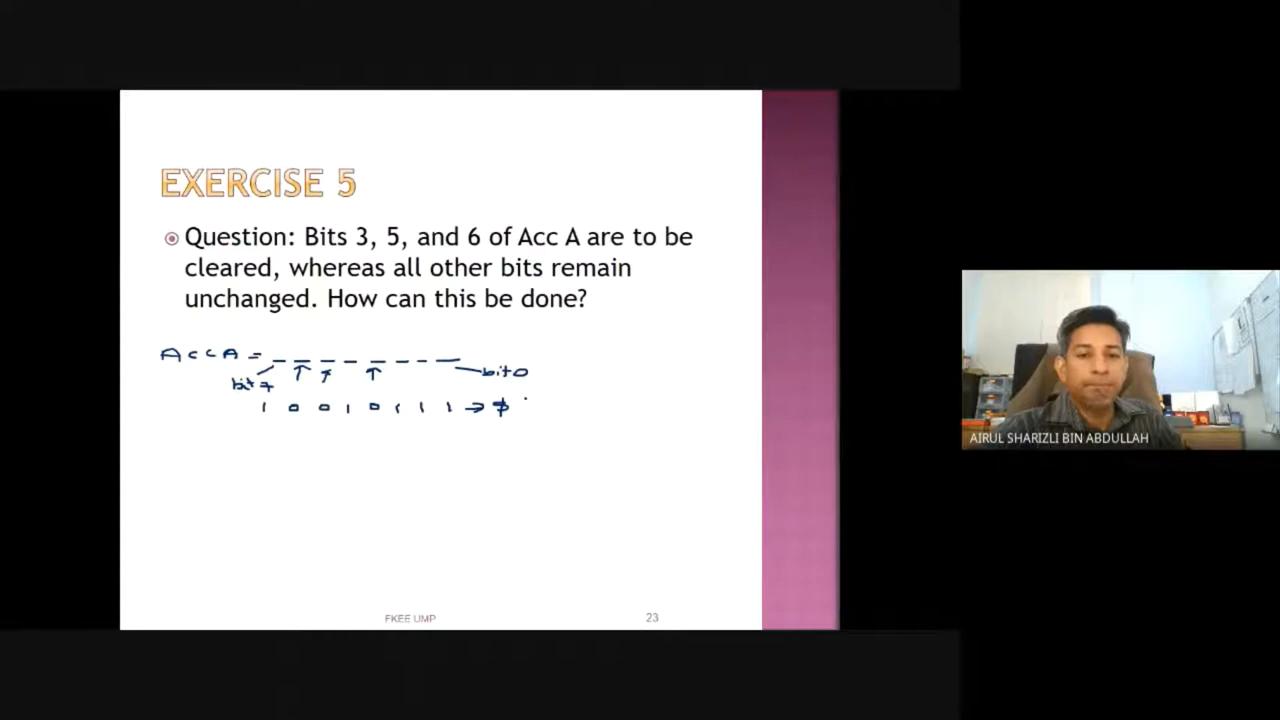 EXERCISE 5
Question: Bits 3, 5, and 6 of Acc A are to be
cleared, whereas all other bits remain
unchanged. How can this be done?
AccA = _ _ _ _ _ _ _ _
bit 7
bit 0
1 0 0 1 0 1 1 1 → $
FKEE UMP
23
AIRUL SHARIZLI BIN ABDULLAH